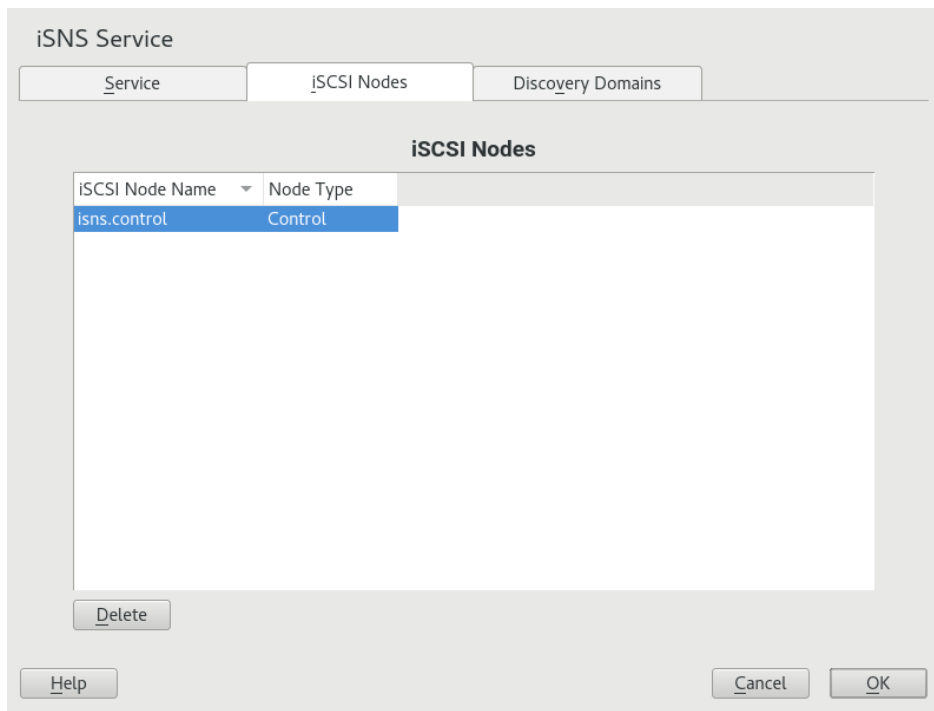 iSNS Service
Service iSCSI Nodes Discovery Domains
iSCSI Nodes
iSCSI Node Name Node Type
isns.control Control
Delete
Help Cancel OK